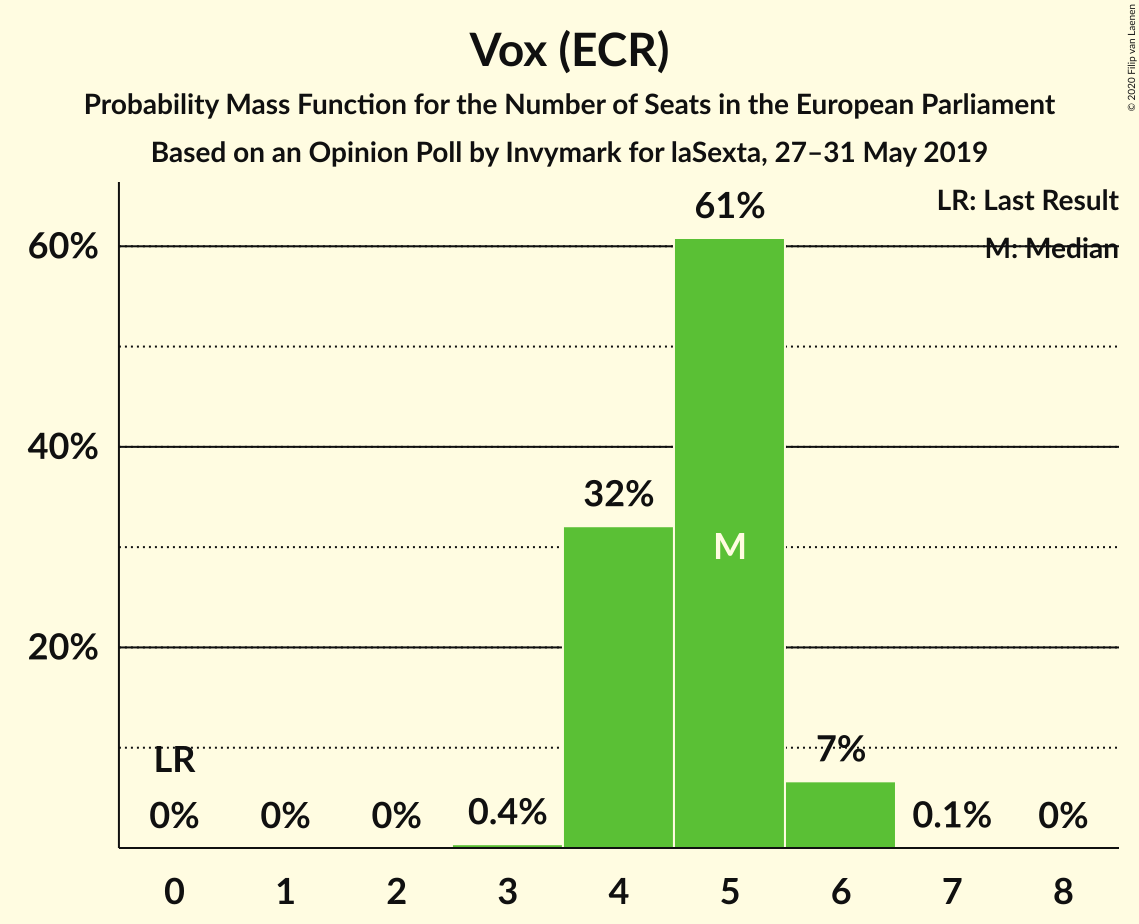 Vox (ECR)
Probability Mass Function for the Number of Seats in the European Parliament
Based on an Opinion Poll by Invymark for laSexta, 27–31 May 2019
© 2020 Filip van Laenen
LR: Last Result
M: Median
60%
40%
20%
61%
32%
M
7%
LR
0%
0%
0%
0.4%
0.1%
0%
0
1
2
3
4
5
6
7
8